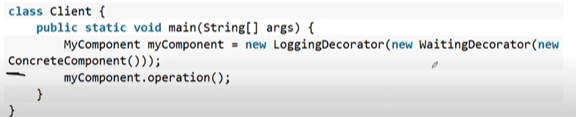 class Client {
    public static void main(String[] args) {
        MyComponent myComponent = new LoggingDecorator(new WaitingDecorator(new
ConcreteComponent()));
        myComponent.operation();
    }
}